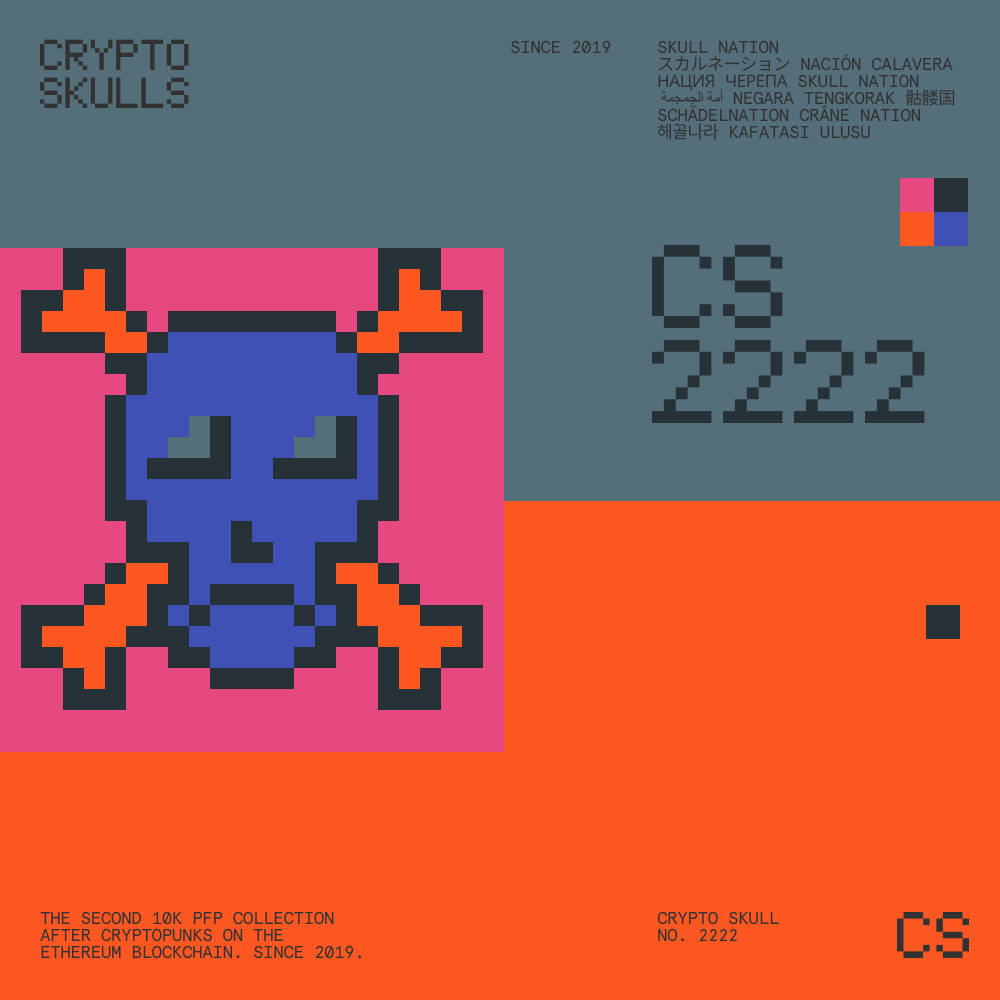 CRYPTO
SKULLS
SINCE 2019
SKULL NATION
スカルネーション NACIÓN CALAVERA
НАЦИЯ ЧЕРЕПА SKULL NATION
أمة الجمجمة NEGARA TENGKORAK 骷髅国
SCHÄDELNATION CRÂNE NATION
해골나라 KAFATASI ULUSU
CS
2222
THE SECOND 10K PFP COLLECTION
AFTER CRYPTOPUNKS ON THE
ETHEREUM BLOCKCHAIN. SINCE 2019.
CRYPTO SKULL
NO. 2222
CS